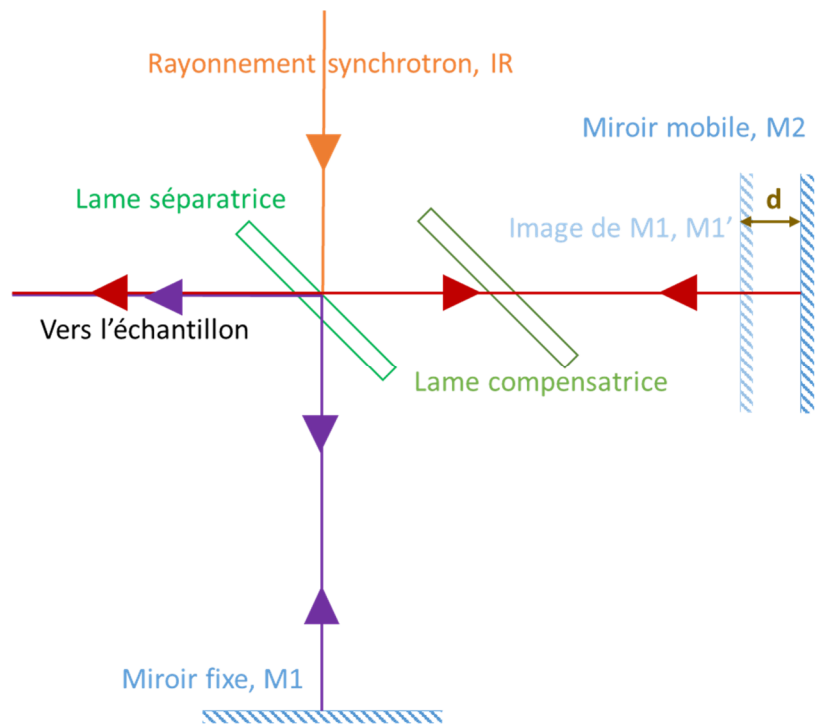 Rayonnement synchrotron, IR
Miroir mobile, M2
Lame séparatrice
d
Image de M1, M1’
Vers l’échantillon
Lame compensatrice
Miroir fixe, M1